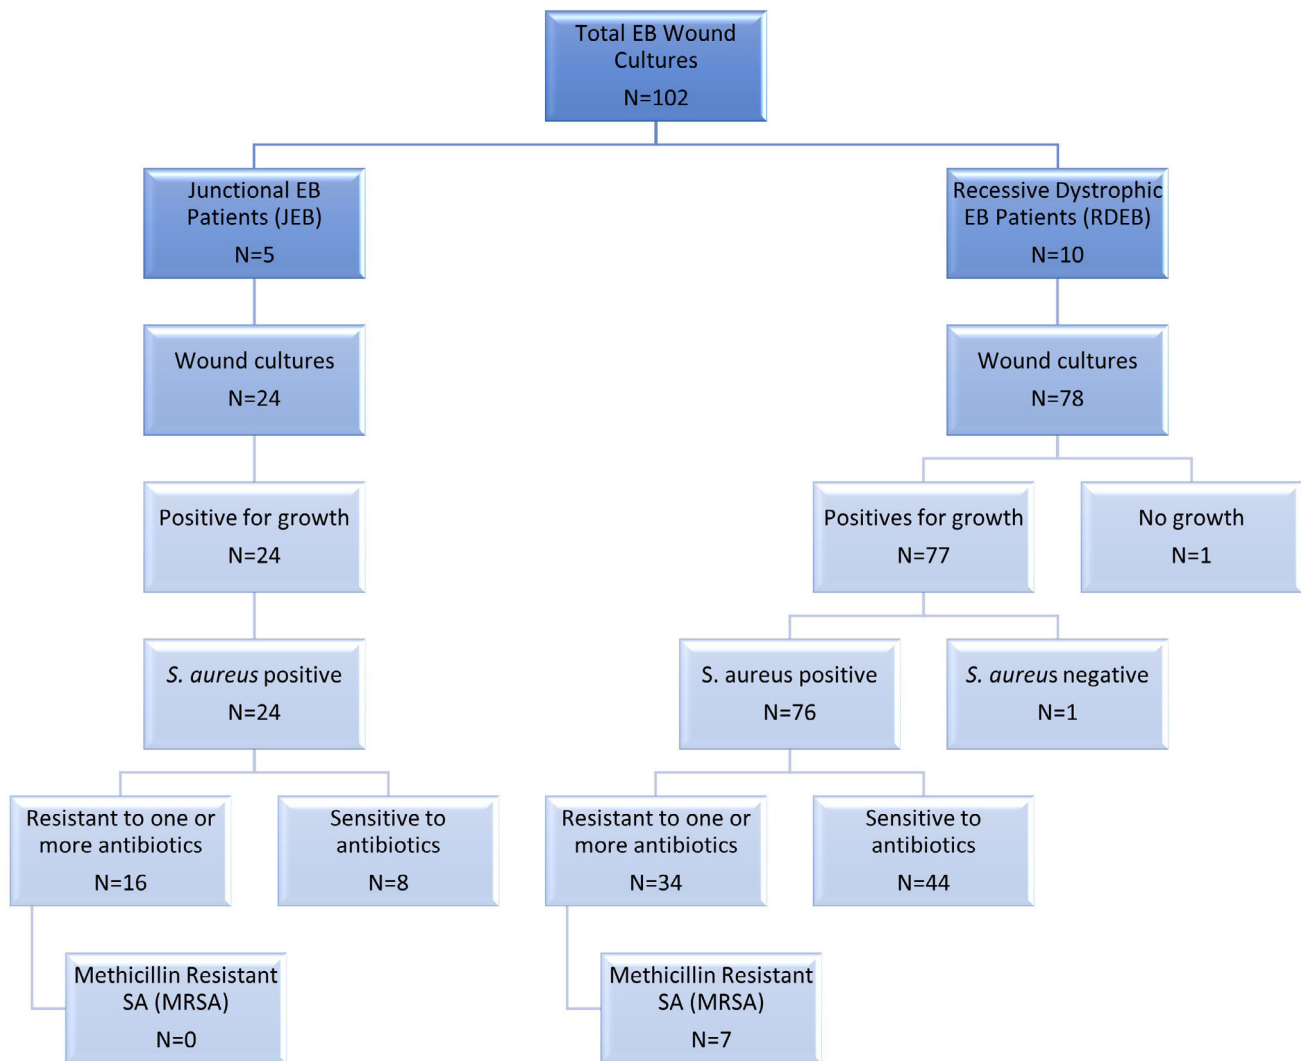 Total EB Wound
Cultures
N=102
Junctional EB
Patients (JEB)
N=5
Recessive Dystrophic
EB Patients (RDEB)
N=10
Wound cultures
N=24
Wound cultures
N=78
Positive for growth
N=24
Positives for growth
N=77
No growth
N=1
S. aureus positive
N=24
S. aureus positive
N=76
S. aureus negative
N=1
Resistant to one or
more antibiotics
N=16
Sensitive to
antibiotics
N=8
Resistant to one or
more antibiotics
N=34
Sensitive to
antibiotics
N=44
Methicillin Resistant
SA (MRSA)
N=0
Methicillin Resistant
SA (MRSA)
N=7